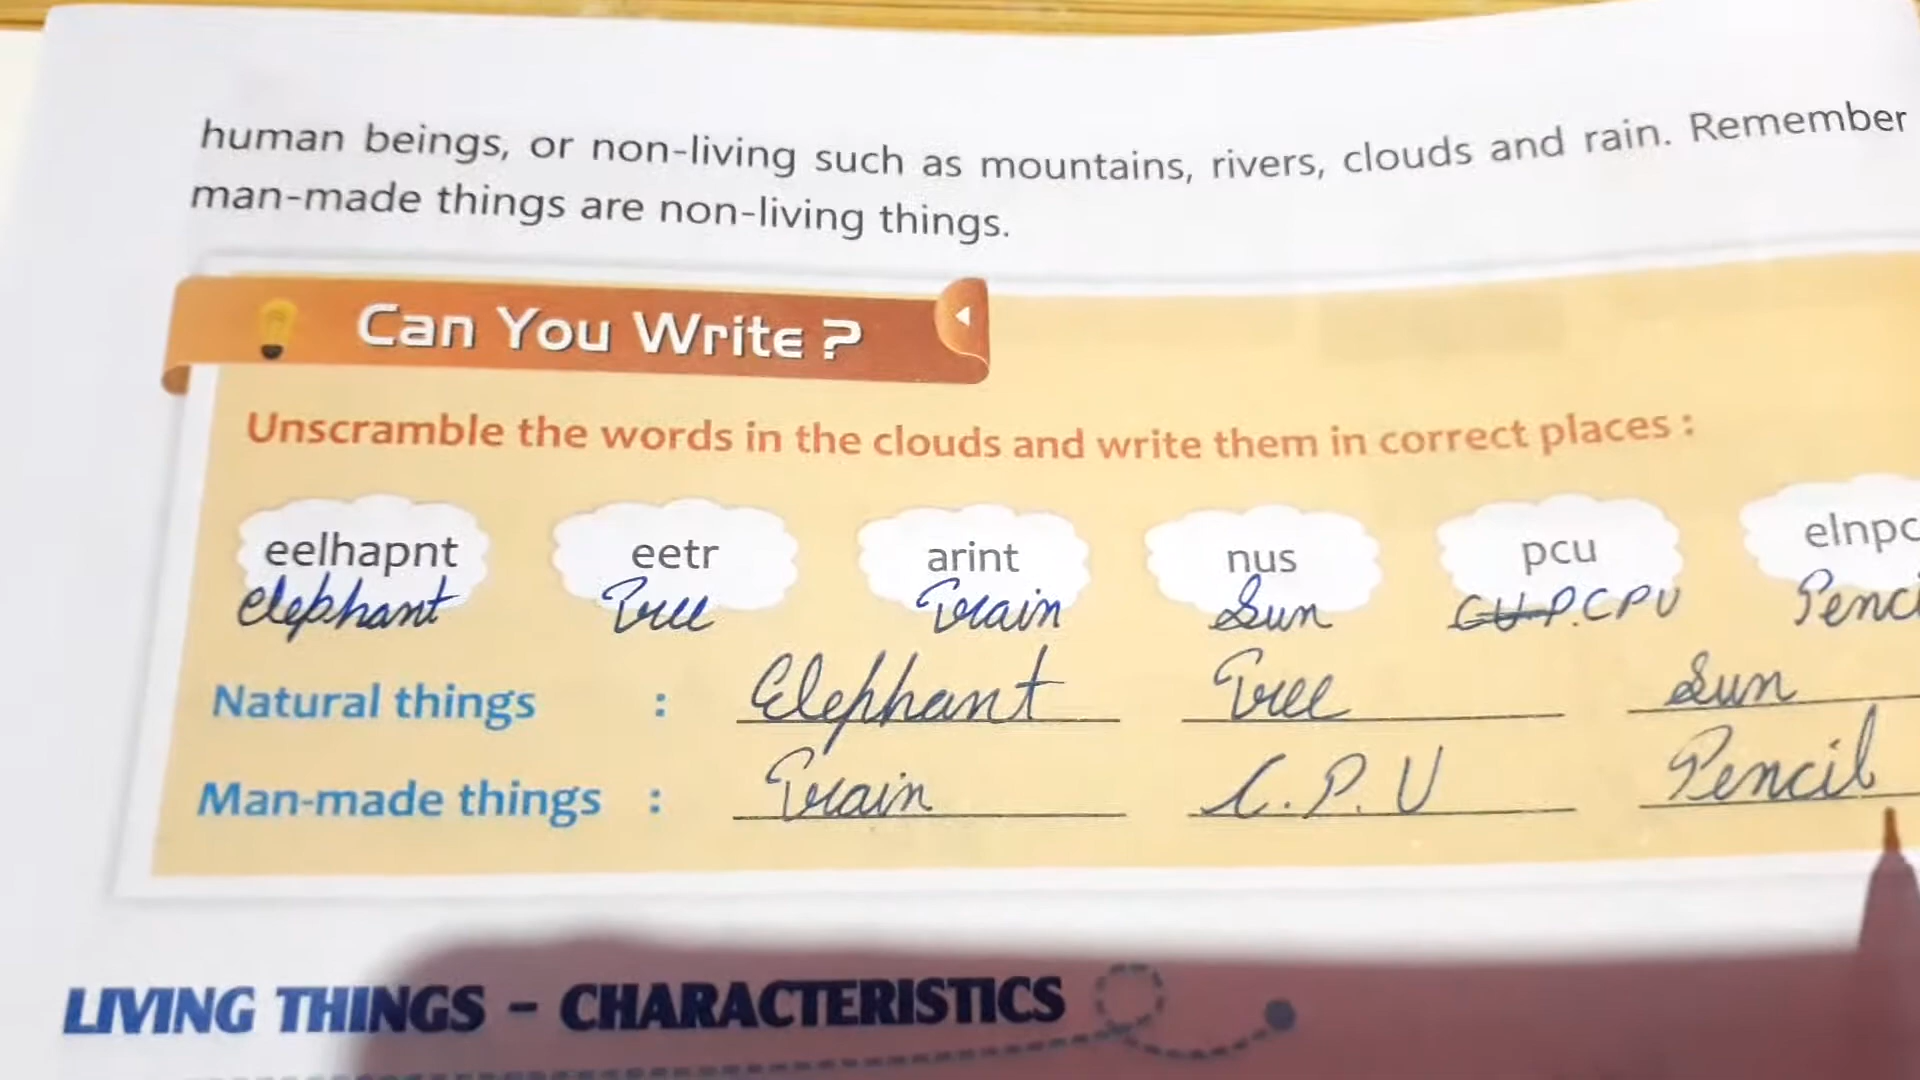 human beings, or non-living such as mountains, rivers, clouds and rain. Remember
man-made things are non-living things.
Can You Write ?
Unscramble the words in the clouds and write them in correct places :
eelhapnt eetr arint nus pcu elnpc
elephant Tree Train Sun CUP. CPU Penci
Natural things : Elephant Tree Sun
Man-made things : Train C.P.U Pencil
LIVING THINGS – CHARACTERISTICS